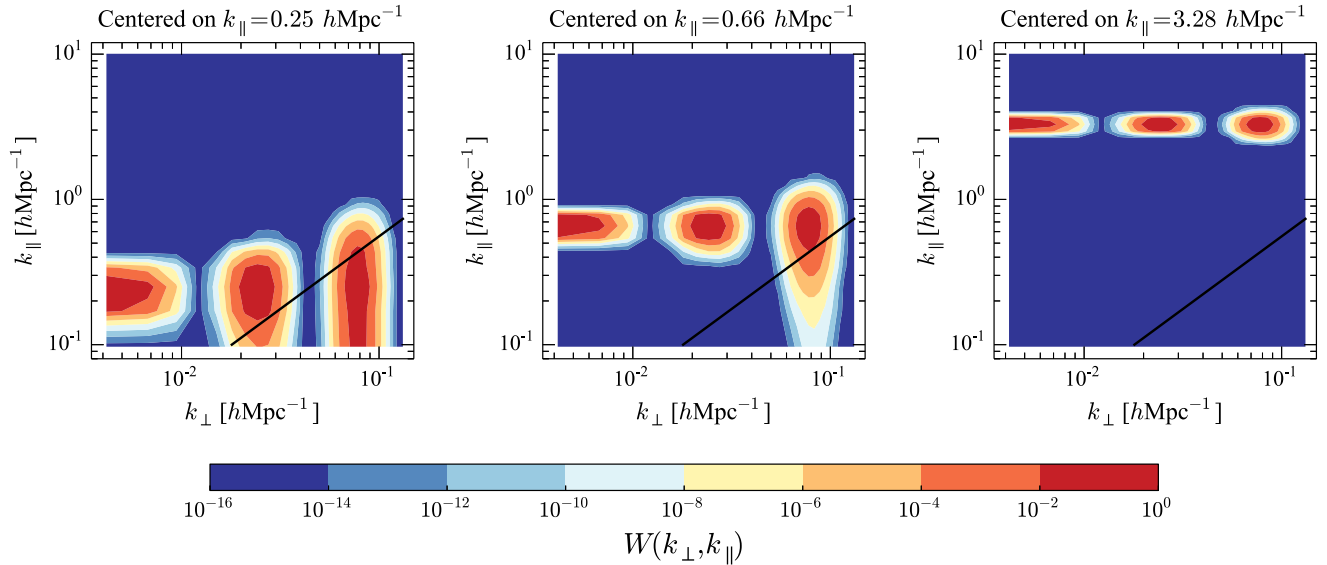 Centered on k∥=0.25 hMpc⁻¹
Centered on k∥=0.66 hMpc⁻¹
Centered on k∥=3.28 hMpc⁻¹
10¹
10⁰
10⁻¹
k∥ [hMpc⁻¹]
10⁻²
10⁻¹
k⊥ [hMpc⁻¹]
10¹
10⁰
10⁻¹
k∥ [hMpc⁻¹]
10⁻²
10⁻¹
k⊥ [hMpc⁻¹]
10¹
10⁰
10⁻¹
k∥ [hMpc⁻¹]
10⁻²
10⁻¹
k⊥ [hMpc⁻¹]
10⁻¹⁶ 10⁻¹⁴ 10⁻¹² 10⁻¹⁰ 10⁻⁸ 10⁻⁶ 10⁻⁴ 10⁻² 10⁰
W(k⊥,k∥)